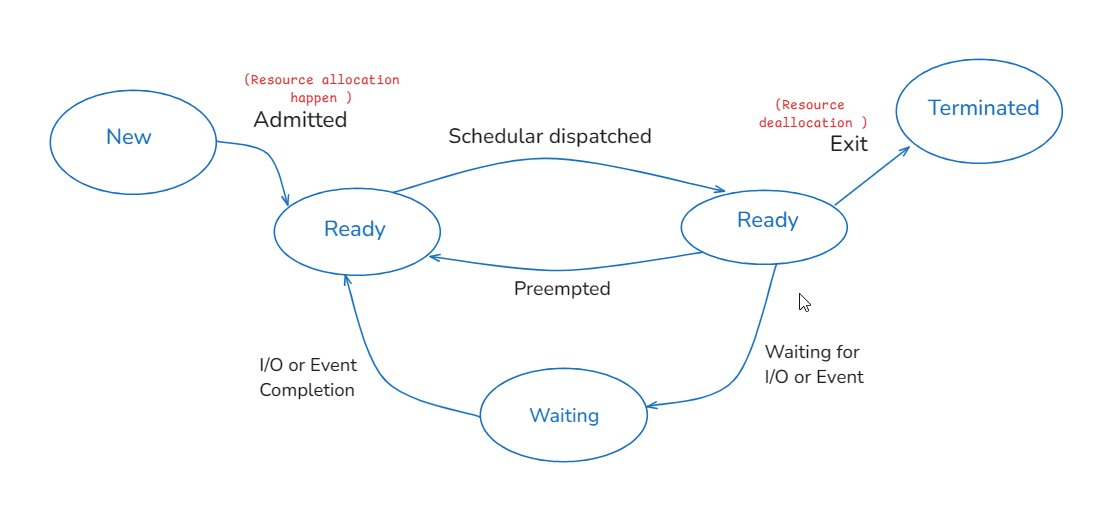 New
(Resource allocation
happen )
Admitted
Schedular dispatched
(Resource
deallocation )
Exit
Terminated
Ready
Ready
Preempted
I/O or Event
Completion
Waiting for
I/O or Event
Waiting